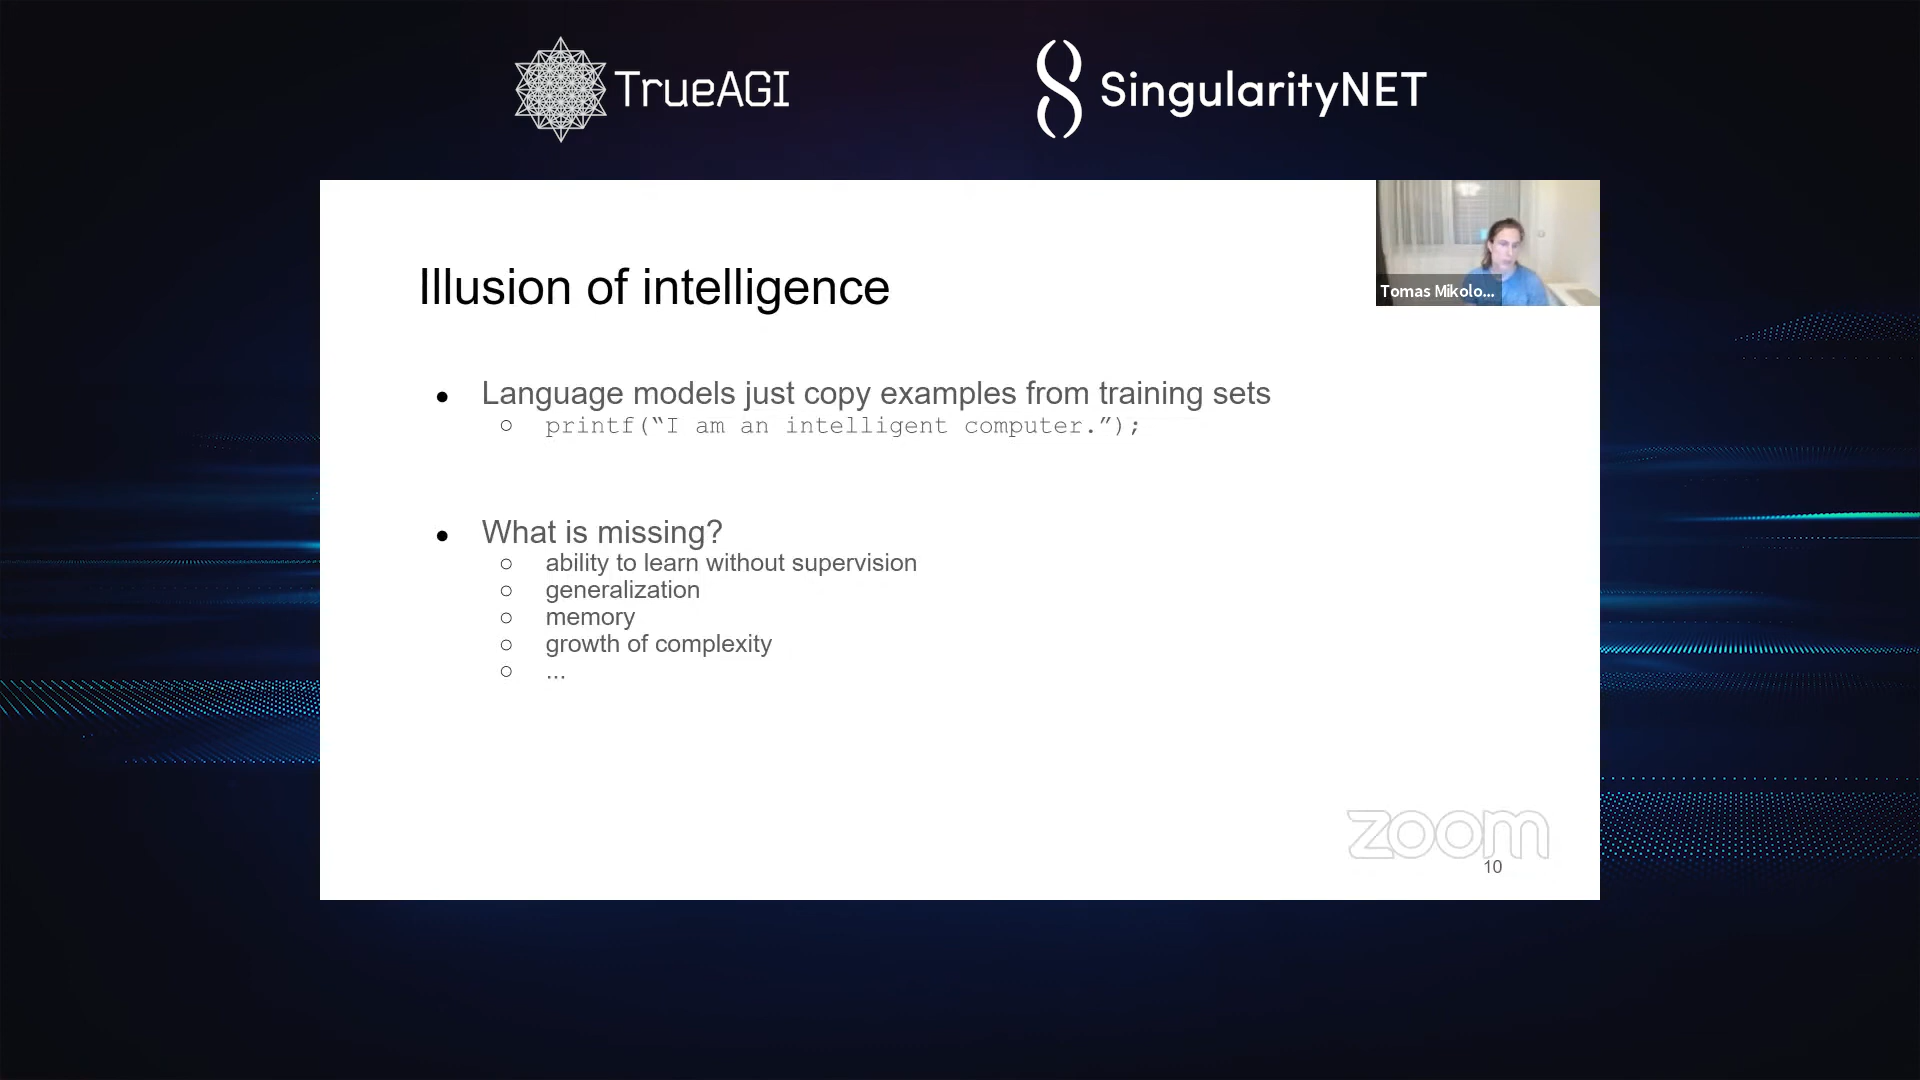 TrueAGI
SingularityNET
Illusion of intelligence
Tomas Mikolo...
● Language models just copy examples from training sets
○ printf(“I am an intelligent computer.”);
● What is missing?
○ ability to learn without supervision
○ generalization
○ memory
○ growth of complexity
○ ...
zoom
10